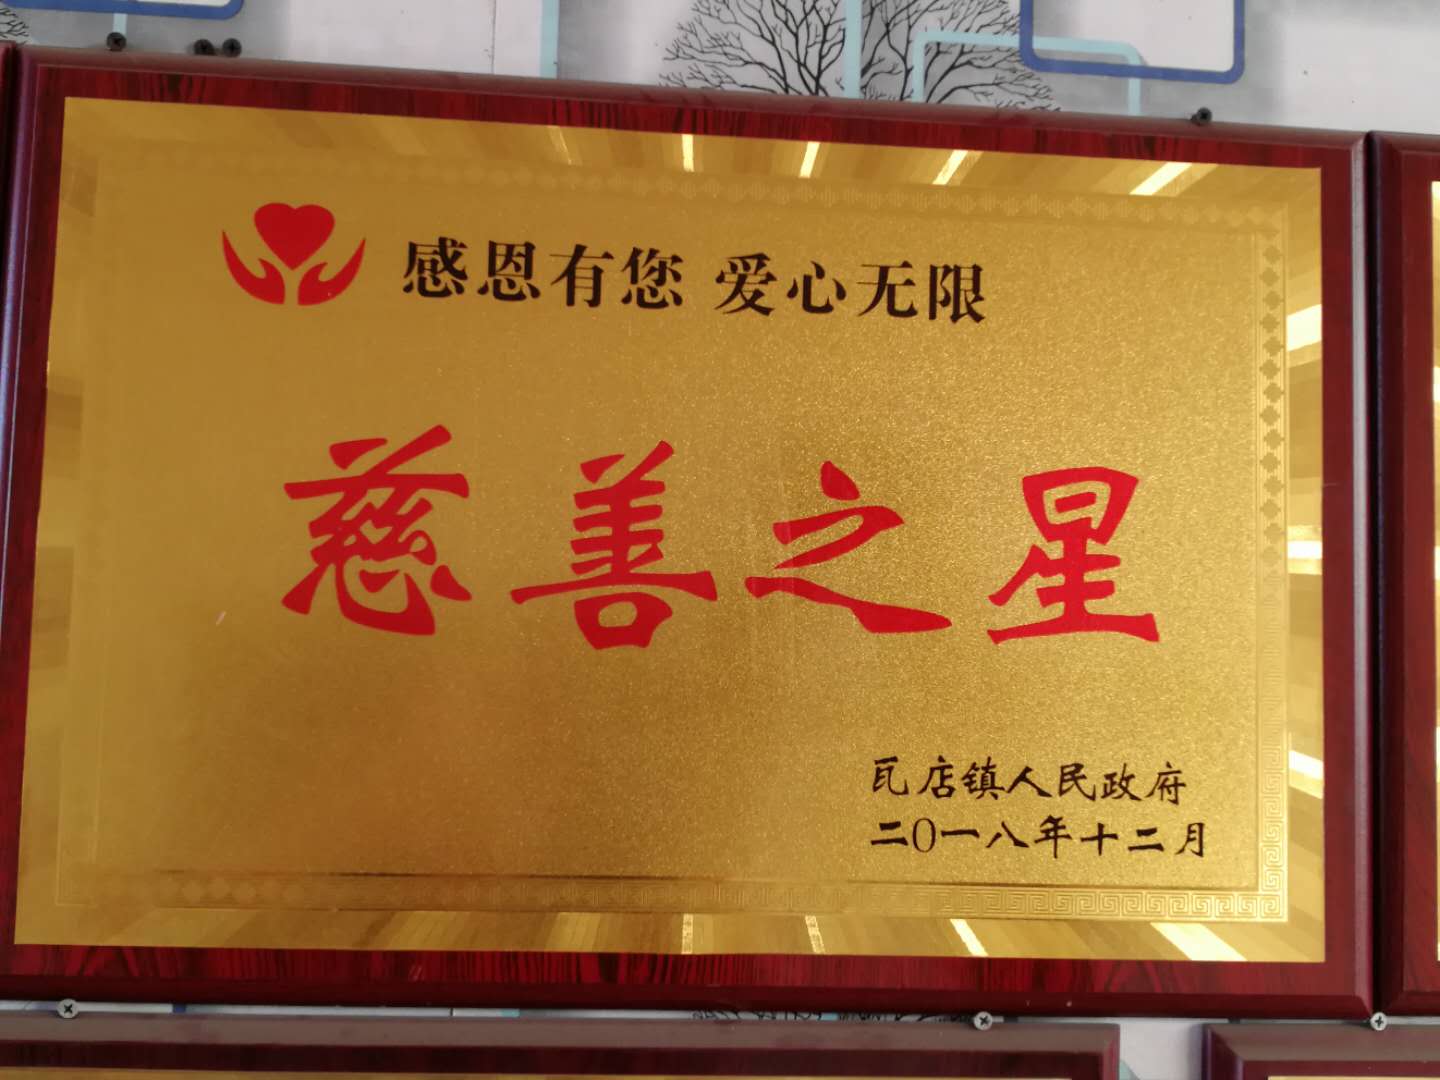 感恩有您 爱心无限
慈善之星
瓦店镇人民政府
二〇一八年十二月